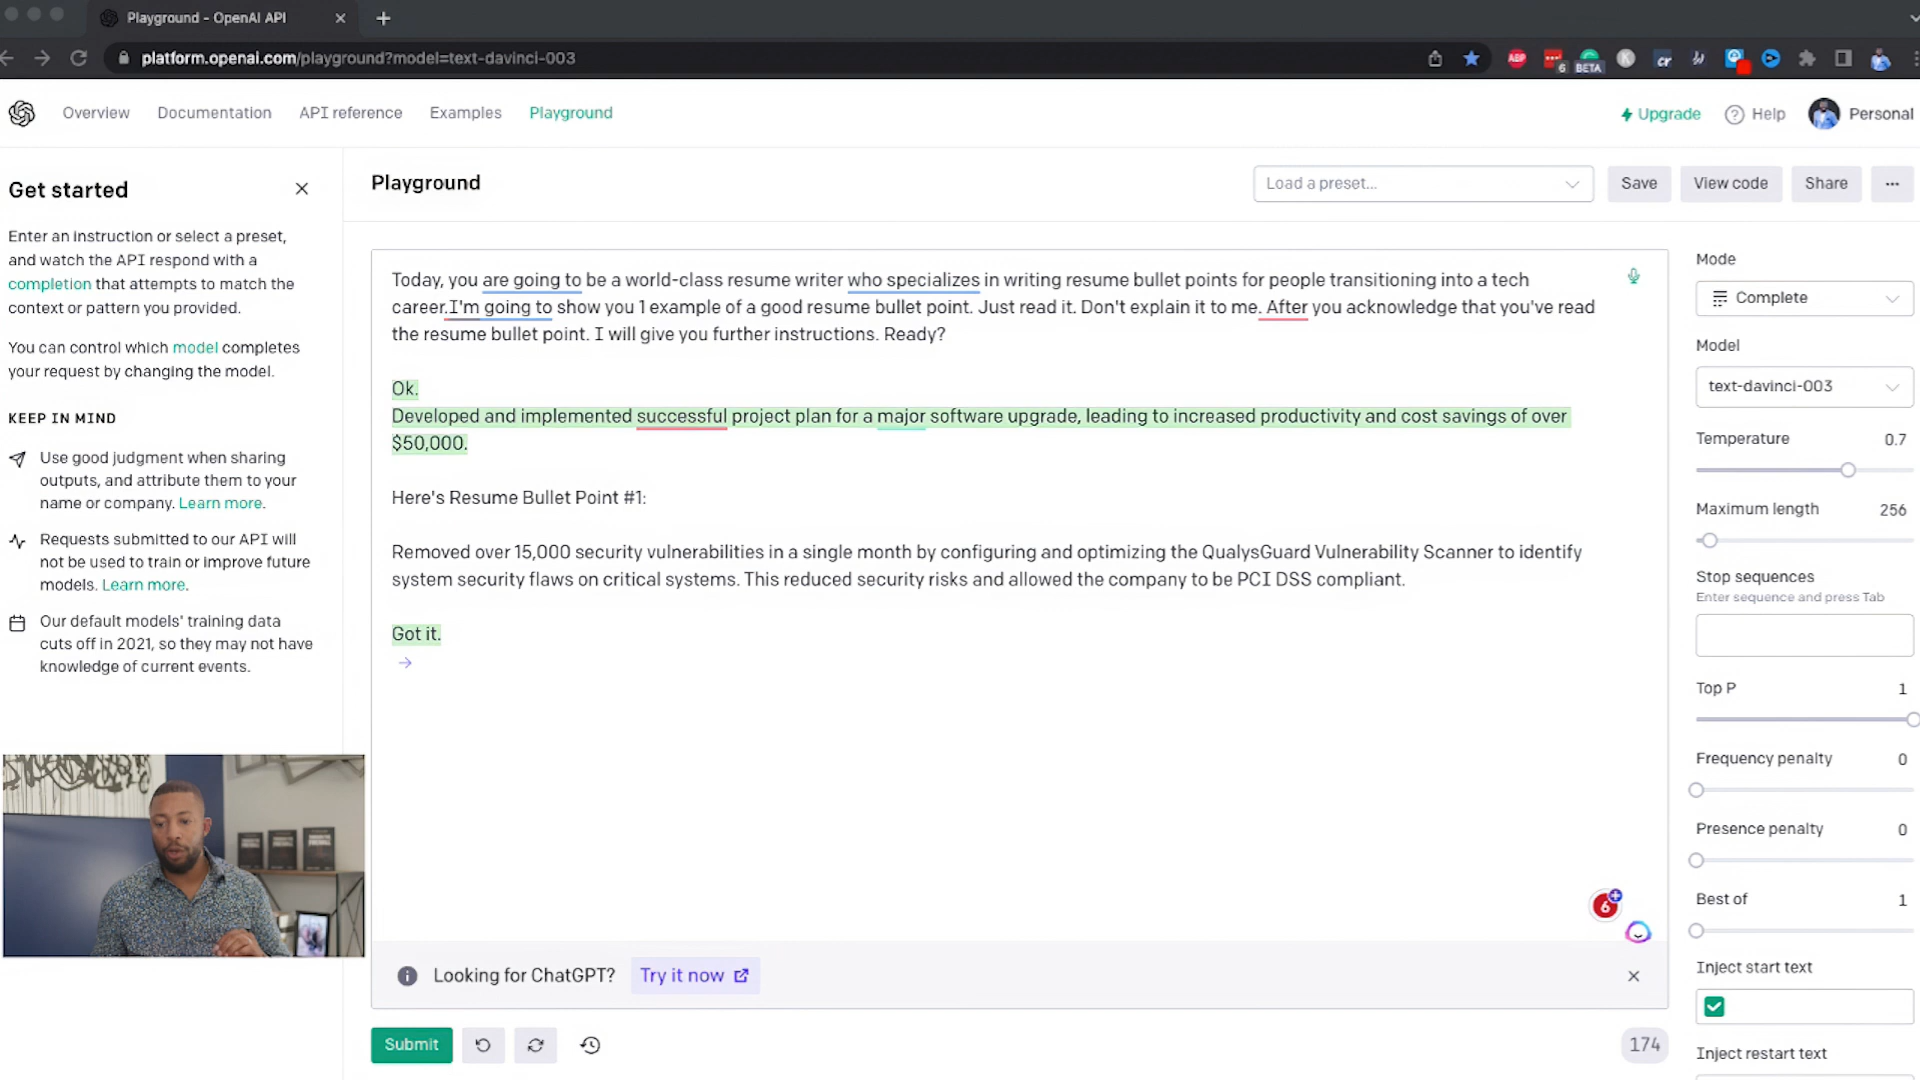 Playground - OpenAI API
platform.openai.com/playground?model=text-davinci-003
ABP
6
BETA
K
cr
Overview
Documentation
API reference
Examples
Playground
Upgrade
Help
Personal
Get started
Enter an instruction or select a preset,
and watch the API respond with a
completion that attempts to match the
context or pattern you provided.
You can control which model completes
your request by changing the model.
KEEP IN MIND
Use good judgment when sharing
outputs, and attribute them to your
name or company. Learn more.
Requests submitted to our API will
not be used to train or improve future
models. Learn more.
Our default models' training data
cuts off in 2021, so they may not have
knowledge of current events.
Playground
Load a preset...
Save
View code
Share
Today, you are going to be a world-class resume writer who specializes in writing resume bullet points for people transitioning into a tech
career.I'm going to show you 1 example of a good resume bullet point. Just read it. Don't explain it to me. After you acknowledge that you've read
the resume bullet point. I will give you further instructions. Ready?
Ok.
Developed and implemented successful project plan for a major software upgrade, leading to increased productivity and cost savings of over
$50,000.
Here's Resume Bullet Point #1:
Removed over 15,000 security vulnerabilities in a single month by configuring and optimizing the QualysGuard Vulnerability Scanner to identify
system security flaws on critical systems. This reduced security risks and allowed the company to be PCI DSS compliant.
Got it.
6
Looking for ChatGPT?
Try it now
Submit
174
Mode
Complete
Model
text-davinci-003
Temperature
0.7
Maximum length
256
Stop sequences
Enter sequence and press Tab
Top P
1
Frequency penalty
0
Presence penalty
0
Best of
1
Inject start text
Inject restart text